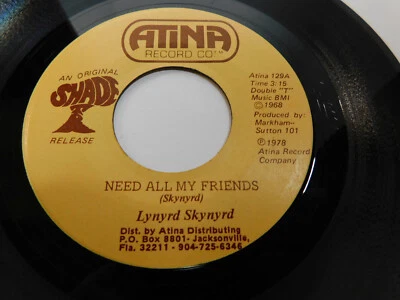 ATINA
RECORD CO.™
AN ORIGINAL
SHADE
RELEASE
Atina 129A
Time 3:15
Double "T"
Music BMI
©1968
Produced by:
Markham-
Sutton 101
℗1978
Atina Record
Company
NEED ALL MY FRIENDS
(Skynyrd)
Lynyrd Skynyrd
Dist. by Atina Distributing
P.O. Box 8801- Jacksonville,
Fla. 32211 - 904-725-6346